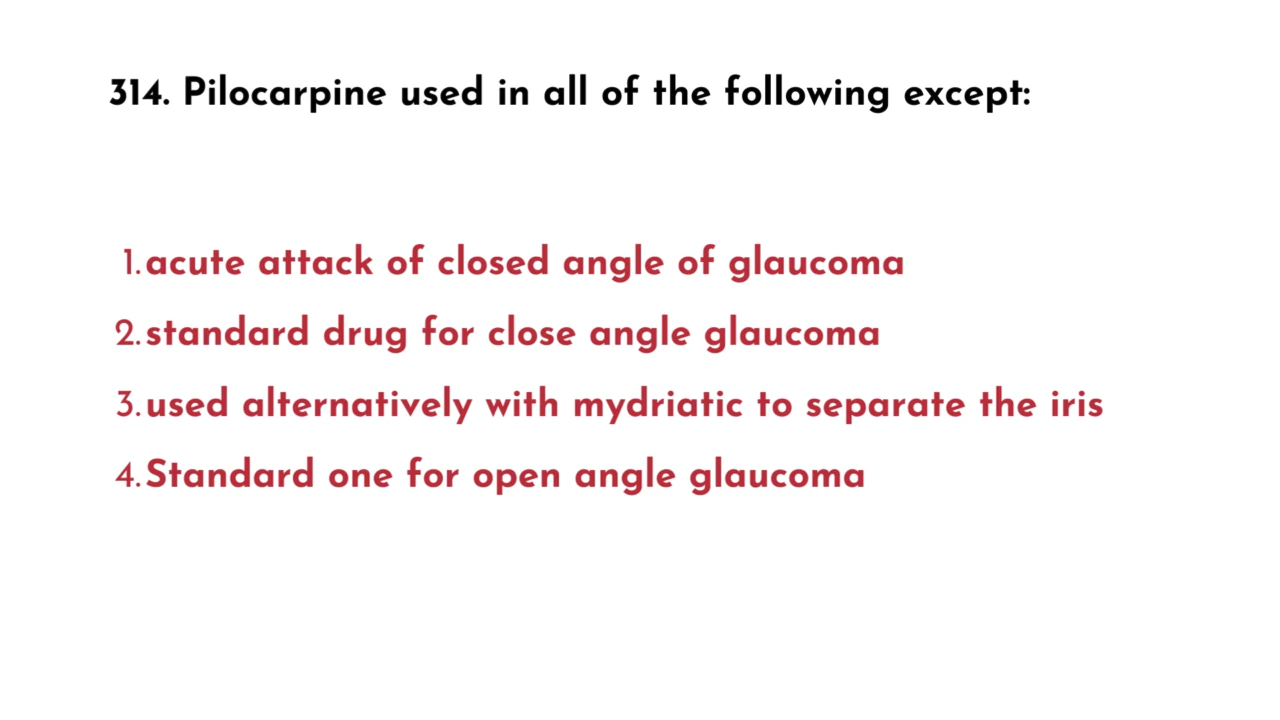 314. Pilocarpine used in all of the following except:
1. acute attack of closed angle of glaucoma
2. standard drug for close angle glaucoma
3. used alternatively with mydriatic to separate the iris
4. Standard one for open angle glaucoma